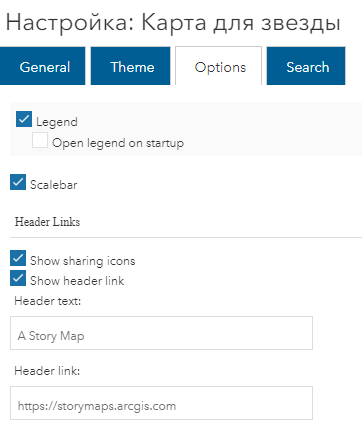 Настройка: Карта для звезды
General Theme Options Search
Legend
Open legend on startup
Scalebar
Header Links
Show sharing icons
Show header link
Header text:
A Story Map
Header link:
https://storymaps.arcgis.com